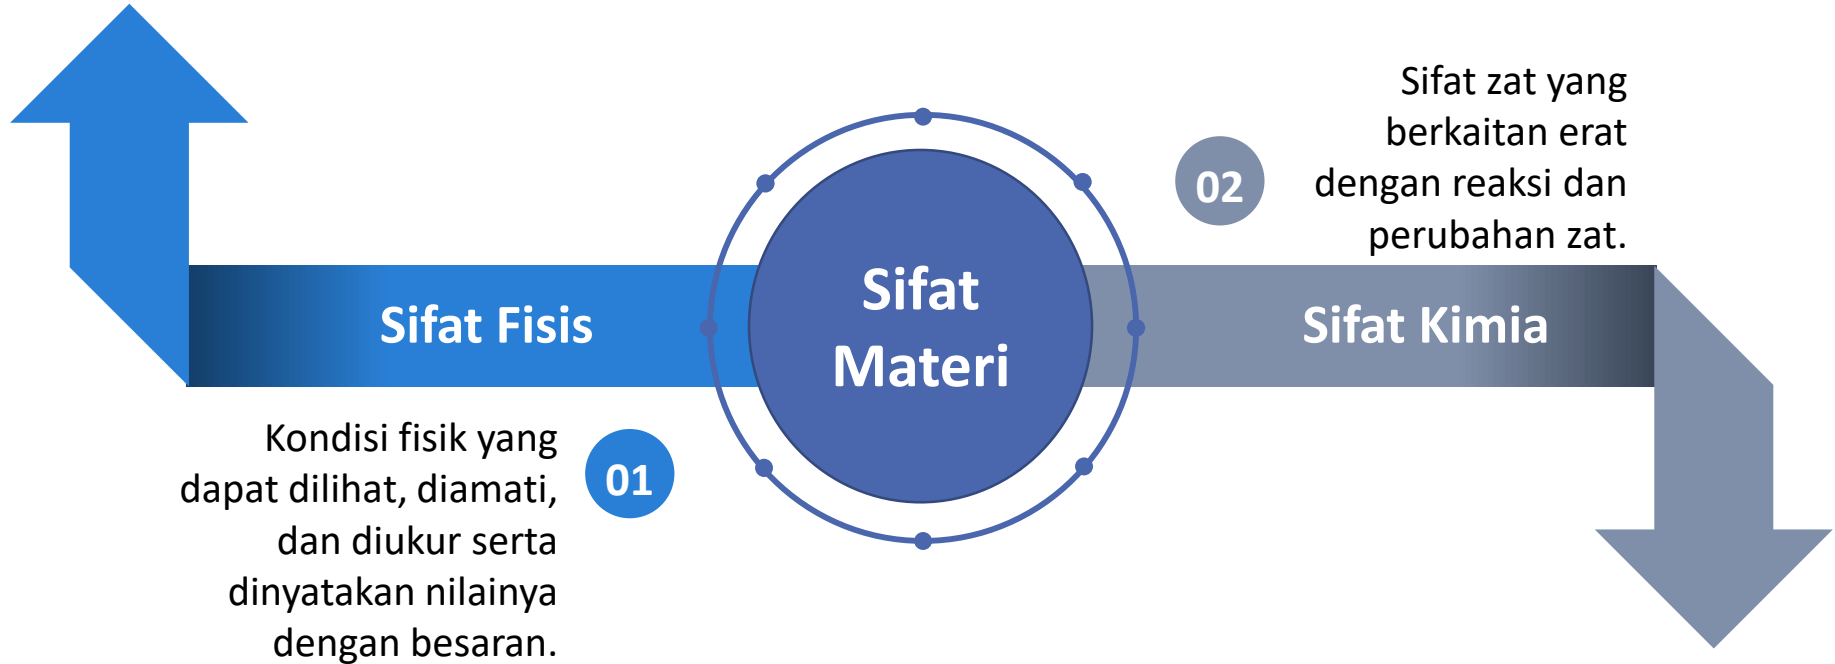 Sifat
Materi
Sifat Fisis
01
Kondisi fisik yang
dapat dilihat, diamati,
dan diukur serta
dinyatakan nilainya
dengan besaran.
Sifat Kimia
02
Sifat zat yang
berkaitan erat
dengan reaksi dan
perubahan zat.